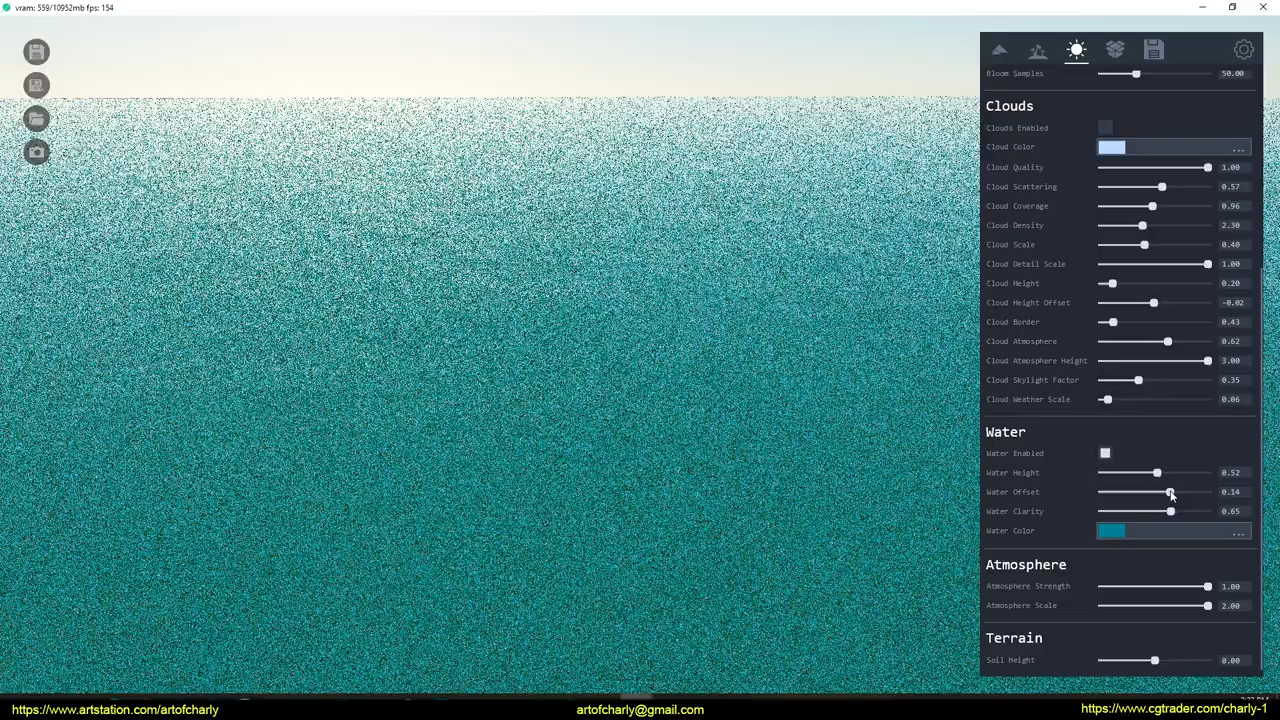 vram: 559/10952mb fps: 154
Bloom Samples 50.00
Clouds
Clouds Enabled
Cloud Color ...
Cloud Quality 1.00
Cloud Scattering 0.57
Cloud Coverage 0.96
Cloud Density 2.30
Cloud Scale 0.40
Cloud Detail Scale 1.00
Cloud Height 0.20
Cloud Height Offset -0.02
Cloud Border 0.43
Cloud Atmosphere 0.62
Cloud Atmosphere Height 3.00
Cloud Skylight Factor 0.35
Cloud Weather Scale 0.06
Water
Water Enabled
Water Height 0.52
Water Offset 0.14
Water Clarity 0.65
Water Color ...
Atmosphere
Atmosphere Strength 1.00
Atmosphere Scale 2.00
Terrain
Soil Height 0.00
https://www.artstation.com/artofcharly artofcharly@gmail.com https://www.cgtrader.com/charly-1